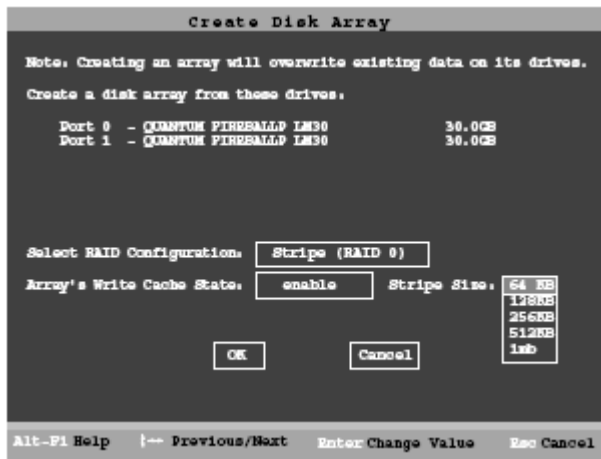 Create Disk Array
Note: Creating an array will overwrite existing data on its drives.
Create a disk array from these drives:
Port 0 - QUANTUM FIREBALLP LM30 30.0GB
Port 1 - QUANTUM FIREBALLP LM30 30.0GB
Select RAID Configuration: Stripe (RAID 0)
Array's Write Cache State: enable Stripe Size: 64 KB
128KB
256KB
512KB
1mb
OK Cancel
Alt-F1 Help Previous/Next Enter Change Value Esc Cancel